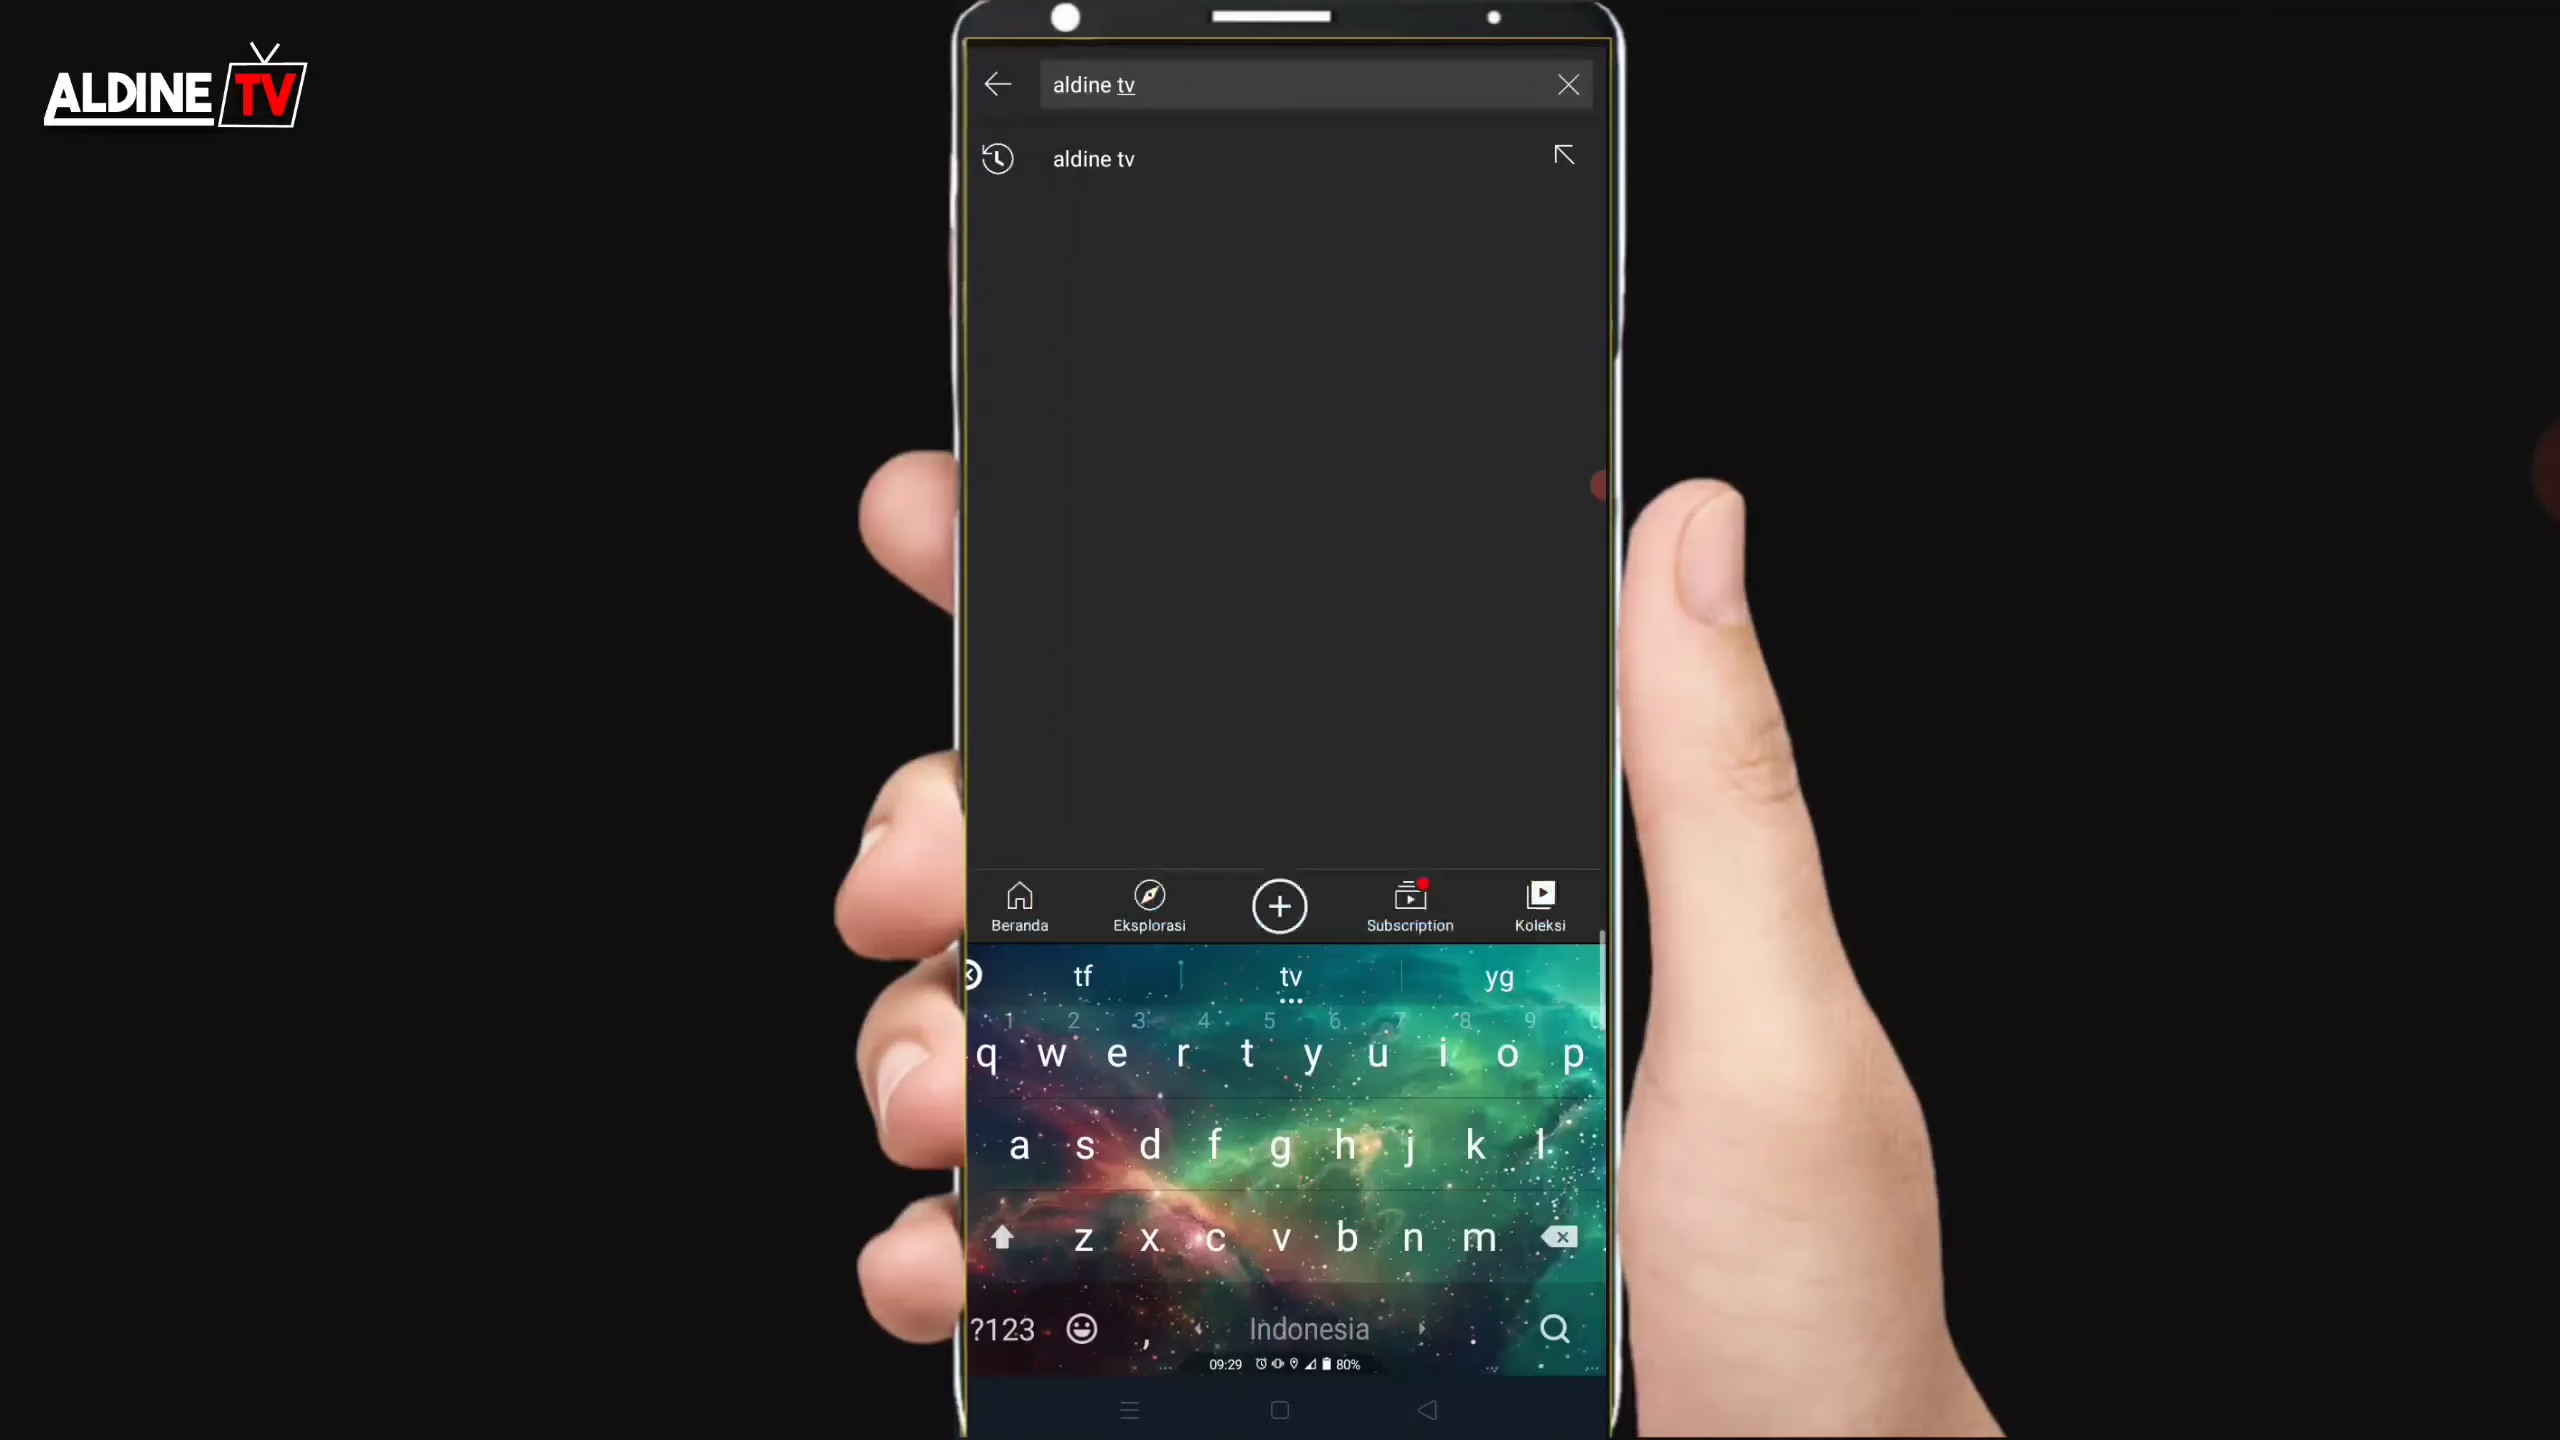 ALDINE TV
aldine tv
aldine tv
Beranda Eksplorasi Subscription Koleksi
tf tv yg
1 2 3 4 5 6 7 8 9
q w e r t y u i o p
a s d f g h j k l
z x c v b n m
?123 , Indonesia .
09:29 80%